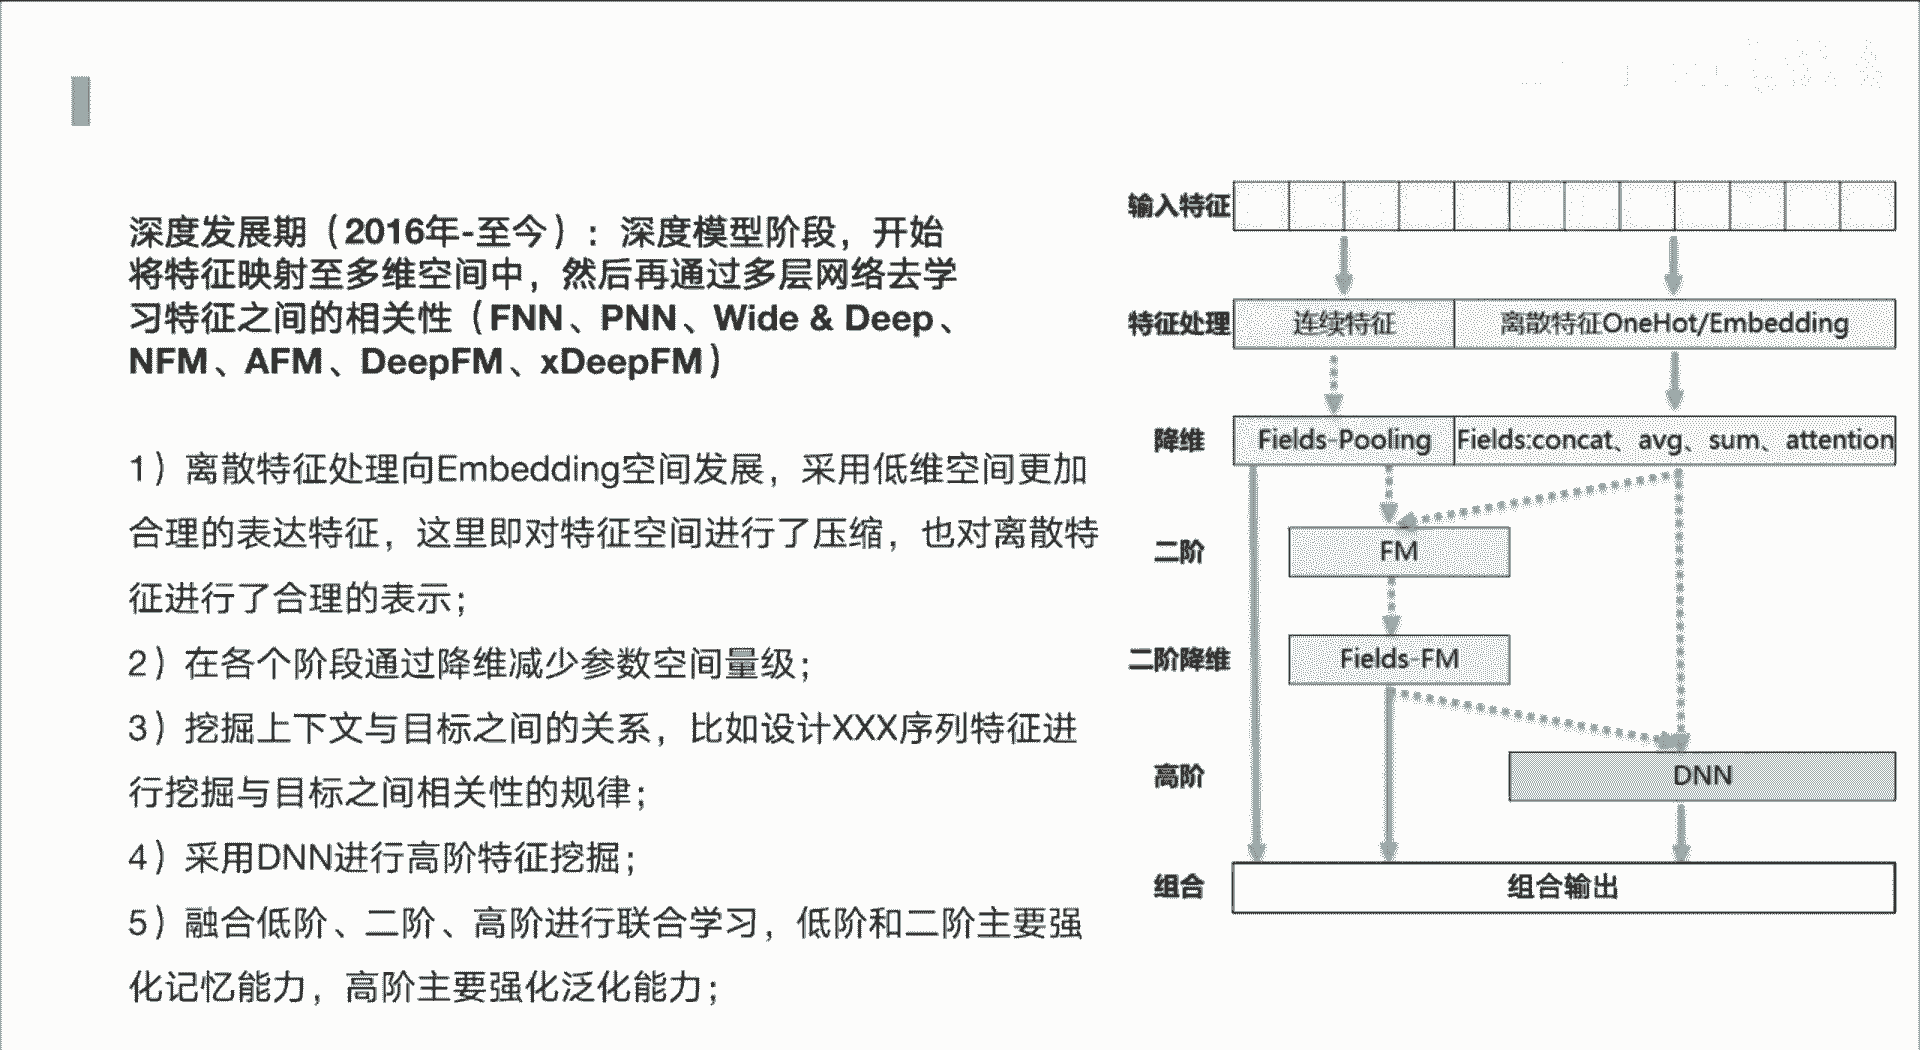 深度发展期（2016年-至今）：深度模型阶段，开始
将特征映射至多维空间中，然后再通过多层网络去学
习特征之间的相关性（FNN、PNN、Wide & Deep、
NFM、AFM、DeepFM、xDeepFM）
1）离散特征处理向Embedding空间发展，采用低维空间更加
合理的表达特征，这里即对特征空间进行了压缩，也对离散特
征进行了合理的表示；
2）在各个阶段通过降维减少参数空间量级；
3）挖掘上下文与目标之间的关系，比如设计XXX序列特征进
行挖掘与目标之间相关性的规律；
4）采用DNN进行高阶特征挖掘；
5）融合低阶、二阶、高阶进行联合学习，低阶和二阶主要强
化记忆能力，高阶主要强化泛化能力；
输入特征
特征处理 连续特征 离散特征OneHot/Embedding
降维 Fields-Pooling Fields:concat、avg、sum、attention
二阶 FM
二阶降维 Fields-FM
高阶 DNN
组合 组合输出